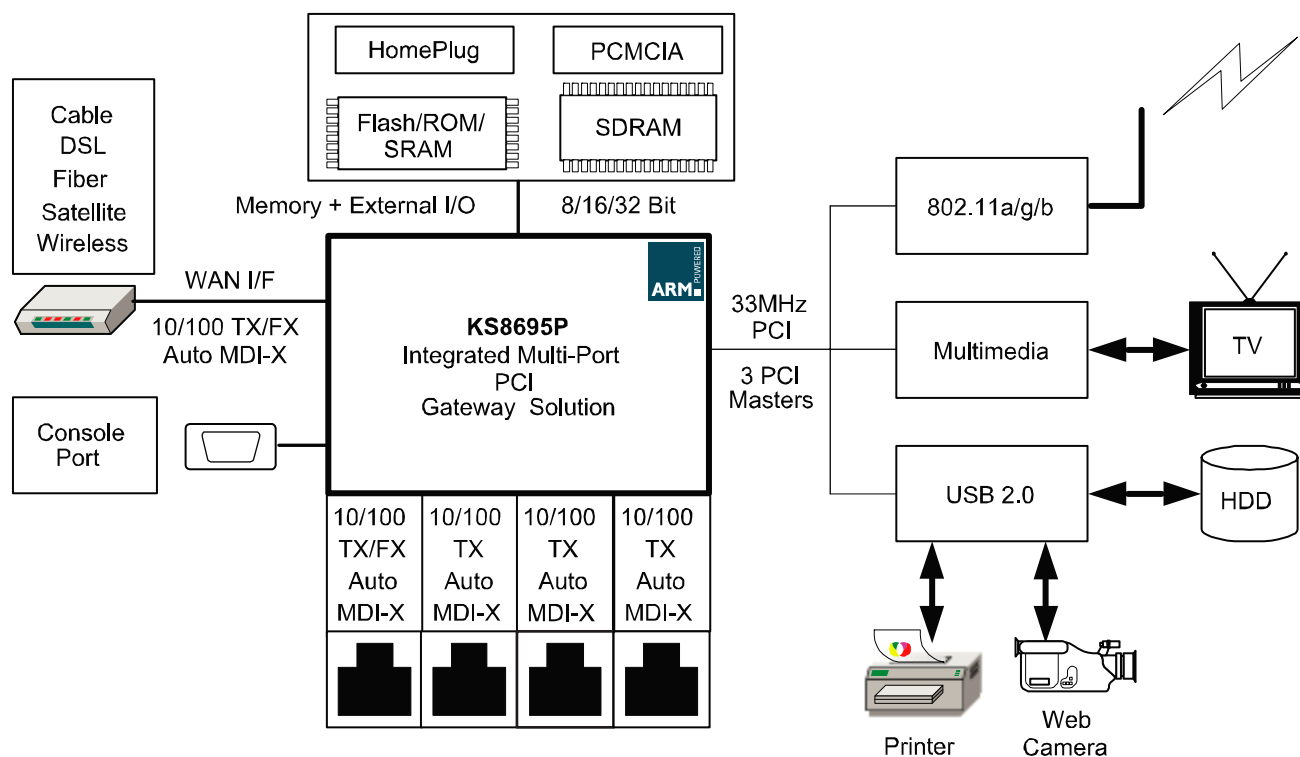 HomePlug
PCMCIA
Flash/ROM/
SRAM
SDRAM
Cable
DSL
Fiber
Satellite
Wireless
Memory + External I/O
8/16/32 Bit
802.11a/g/b
WAN I/F
10/100 TX/FX
Auto MDI-X
ARM POWERED
KS8695P
Integrated Multi-Port
PCI
Gateway Solution
33MHz
PCI
3 PCI
Masters
Multimedia
TV
Console
Port
USB 2.0
HDD
10/100
TX/FX
Auto
MDI-X
10/100
TX
Auto
MDI-X
10/100
TX
Auto
MDI-X
10/100
TX
Auto
MDI-X
Printer
Web
Camera